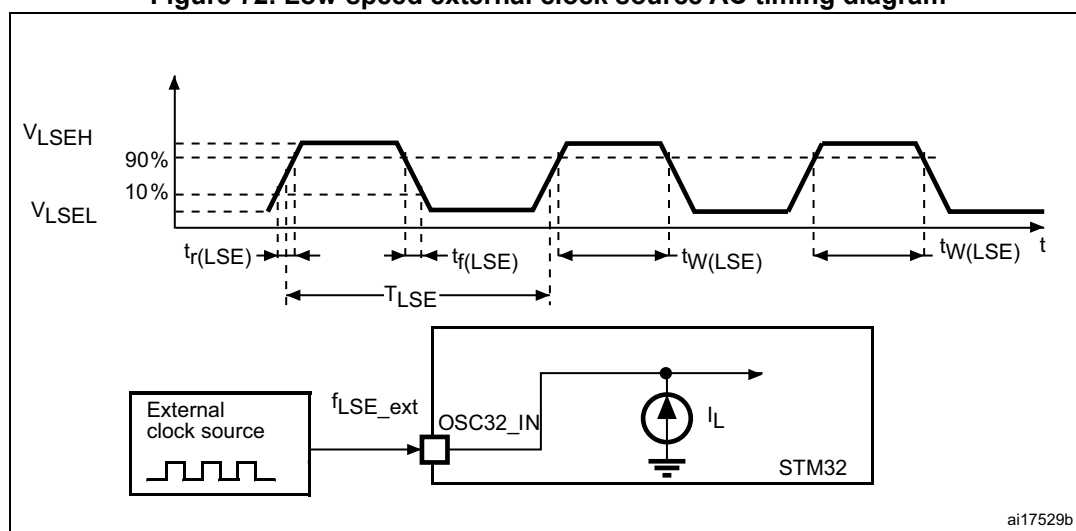 Figure 72. Low-speed external clock source AC timing diagram
VLSEH
90%
10%
VLSEL
tr(LSE)
tf(LSE)
tW(LSE)
tW(LSE)
t
TLSE
External
clock source
fLSE_ext
OSC32_IN
IL
STM32
ai17529b